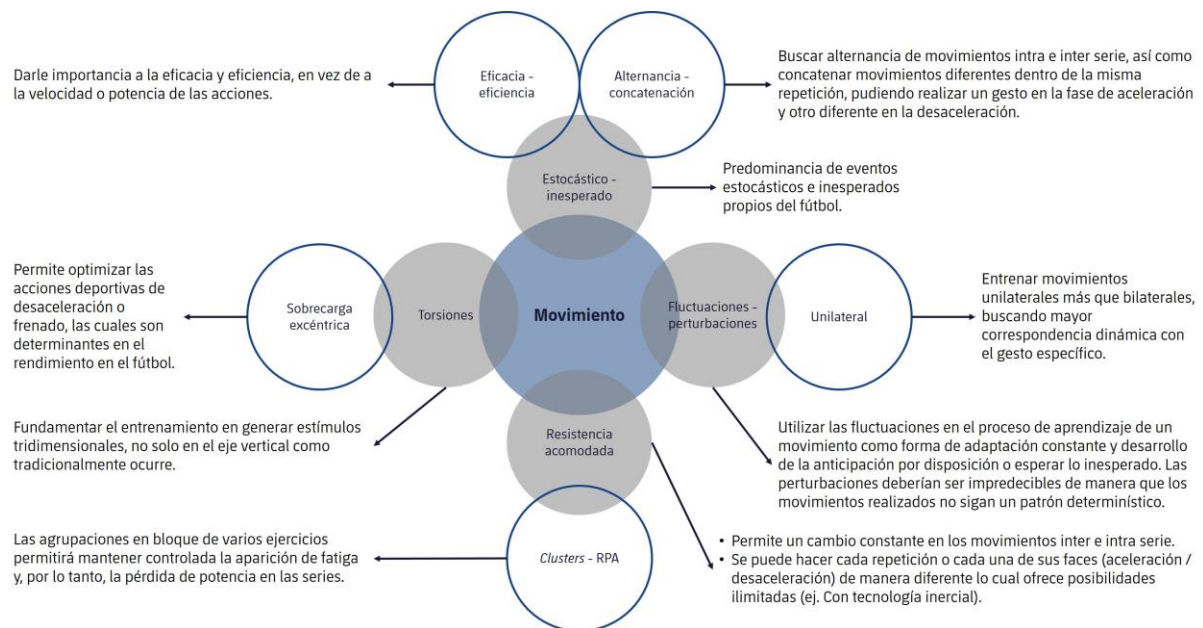 Darle importancia a la eficacia y eficiencia, en vez de a
la velocidad o potencia de las acciones.
Eficacia -
eficiencia
Alternancia -
concatenación
Buscar alternancia de movimientos intra e inter serie, así como
concatenar movimientos diferentes dentro de la misma
repetición, pudiendo realizar un gesto en la fase de aceleración
y otro diferente en la desaceleración.
Estocástico -
inesperado
Predominancia de eventos
estocásticos e inesperados
propios del fútbol.
Permite optimizar las
acciones deportivas de
desaceleración o
frenado, las cuales son
determinantes en el
rendimiento en el fútbol.
Sobrecarga
excéntrica
Torsiones
Movimiento
Fluctuaciones -
perturbaciones
Unilateral
Entrenar movimientos
unilaterales más que bilaterales,
buscando mayor
correspondencia dinámica con
el gesto específico.
Fundamentar el entrenamiento en generar estímulos
tridimensionales, no solo en el eje vertical como
tradicionalmente ocurre.
Resistencia
acomodada
Utilizar las fluctuaciones en el proceso de aprendizaje de un
movimiento como forma de adaptación constante y desarrollo
de la anticipación por disposición o esperar lo inesperado. Las
perturbaciones deberían ser impredecibles de manera que los
movimientos realizados no sigan un patrón determinístico.
Las agrupaciones en bloque de varios ejercicios
permitirá mantener controlada la aparición de fatiga
y, por lo tanto, la pérdida de potencia en las series.
Clusters - RPA
• Permite un cambio constante en los movimientos inter e intra serie.
• Se puede hacer cada repetición o cada una de sus faces (aceleración /
desaceleración) de manera diferente lo cual ofrece posibilidades
ilimitadas (ej. Con tecnología inercial).